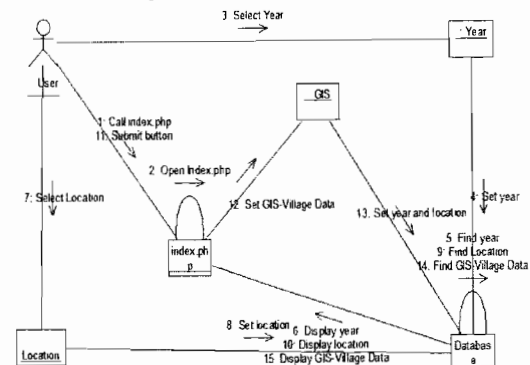 3: Select Year
: Year
User
GIS
1: Call index.php
11: Submit button
2: Open Index.php
7: Select Location
12: Set GIS-Village Data
13: Set year and location
4: Set year
5: Find year
9: Find Location
14: Find GIS-Village Data
index.ph
p
8: Set location
6: Display year
10: Display location
15: Display GIS-Village Data
Location
Databas
e